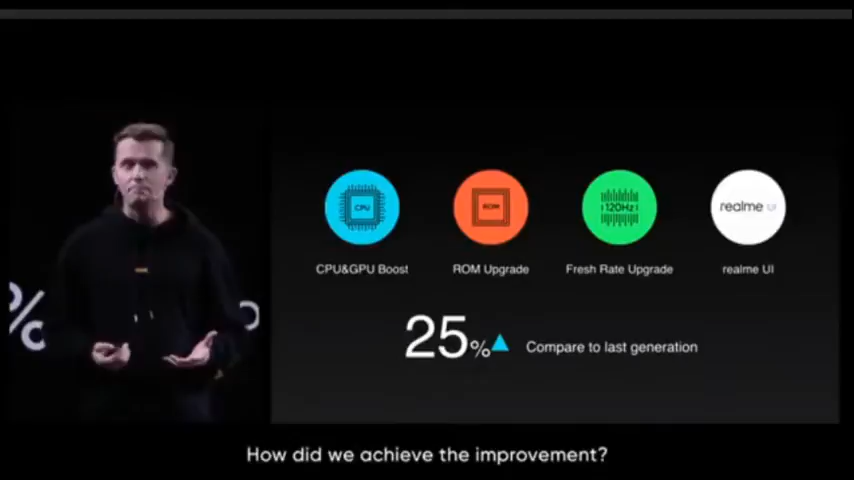 CPU
ROM
120Hz
realme UI
CPU&GPU Boost
ROM Upgrade
Fresh Rate Upgrade
realme UI
%
25%
Compare to last generation
How did we achieve the improvement?